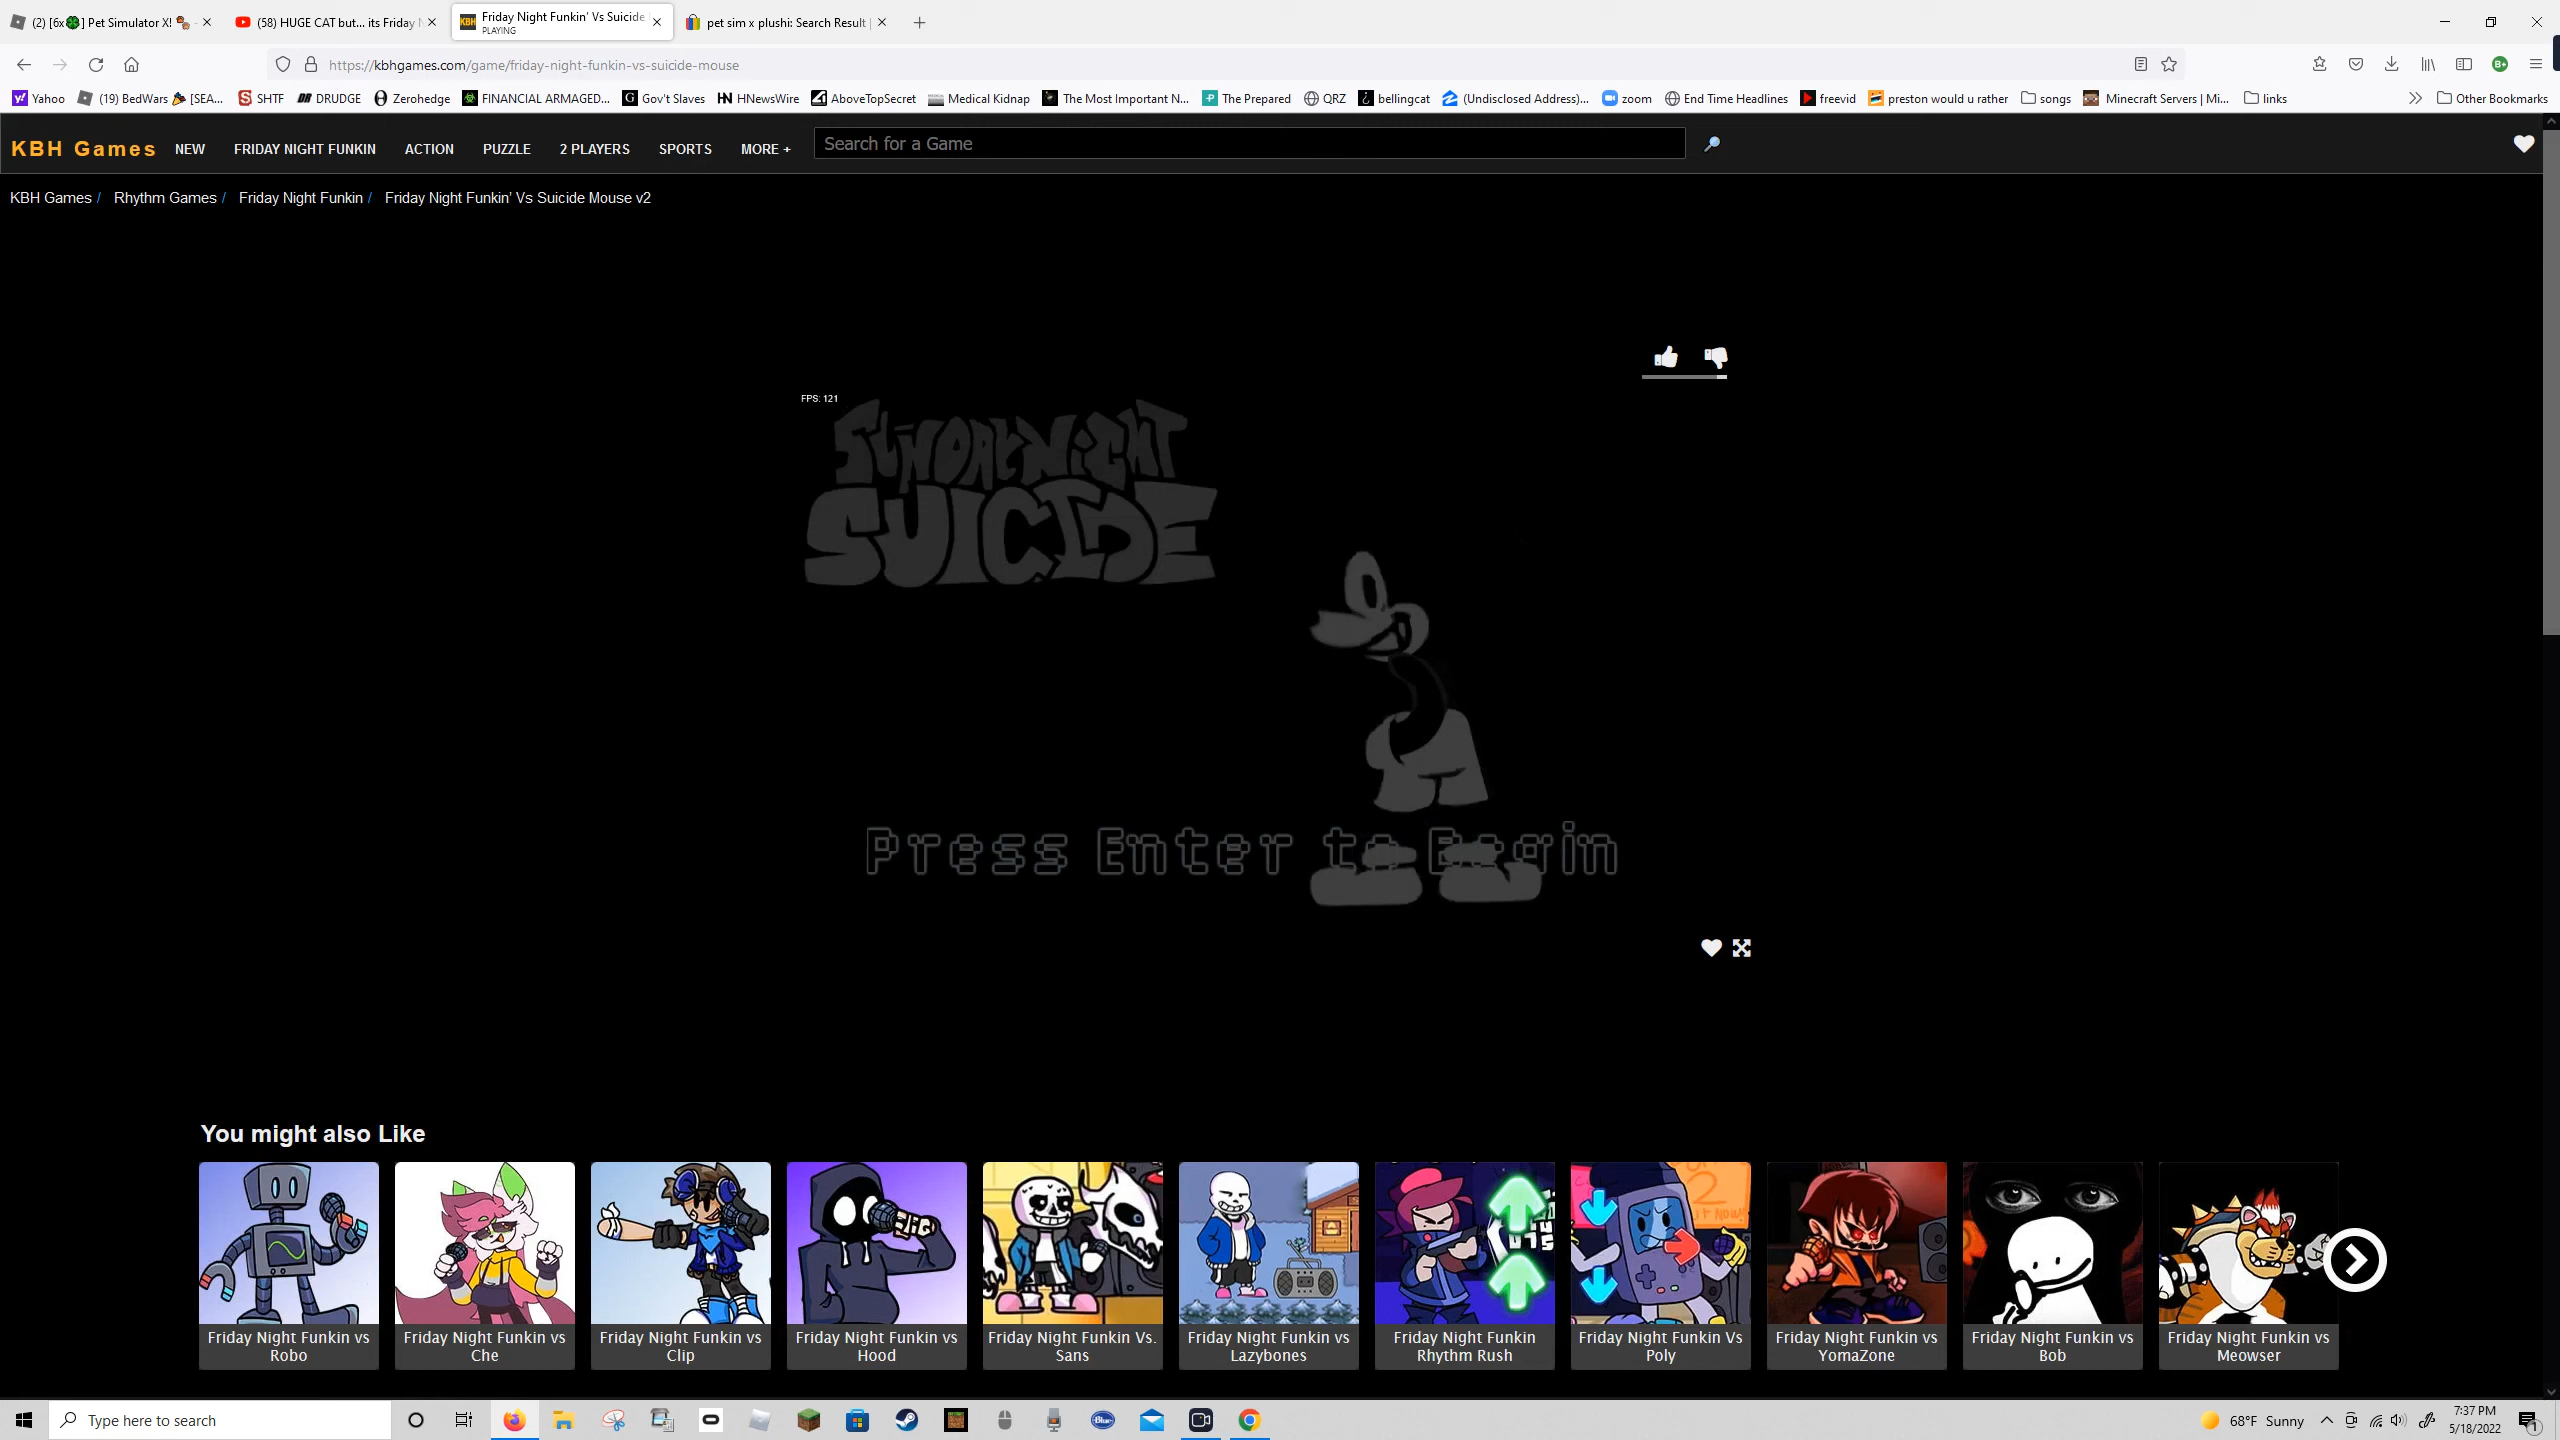 (2) [6x🍀] Pet Simulator X! 🐾 -
(58) HUGE CAT but... its Friday N
Friday Night Funkin' Vs Suicide
PLAYING
pet sim x plushi: Search Result |
https://kbhgames.com/game/friday-night-funkin-vs-suicide-mouse
Yahoo
(19) BedWars 🎉 [SEA...
SHTF
DRUDGE
Zerohedge
FINANCIAL ARMAGED...
Gov't Slaves
HNewsWire
AboveTopSecret
Medical Kidnap
The Most Important N...
The Prepared
QRZ
bellingcat
(Undisclosed Address)...
zoom
End Time Headlines
freevid
preston would u rather
songs
Minecraft Servers | Mi...
links
Other Bookmarks
KBH Games
NEW
FRIDAY NIGHT FUNKIN
ACTION
PUZZLE
2 PLAYERS
SPORTS
MORE +
Search for a Game
KBH Games / Rhythm Games / Friday Night Funkin / Friday Night Funkin' Vs Suicide Mouse v2
FPS: 121
SUNDAY NIGHT
SUICIDE
Press Enter to Begin
You might also Like
Friday Night Funkin vs
Robo
Friday Night Funkin vs
Che
Friday Night Funkin vs
Clip
Friday Night Funkin vs
Hood
Friday Night Funkin Vs.
Sans
Friday Night Funkin vs
Lazybones
Friday Night Funkin
Rhythm Rush
Friday Night Funkin Vs
Poly
Friday Night Funkin vs
YomaZone
Friday Night Funkin vs
Bob
Friday Night Funkin vs
Meowser
Type here to search
68°F Sunny
7:37 PM
5/18/2022